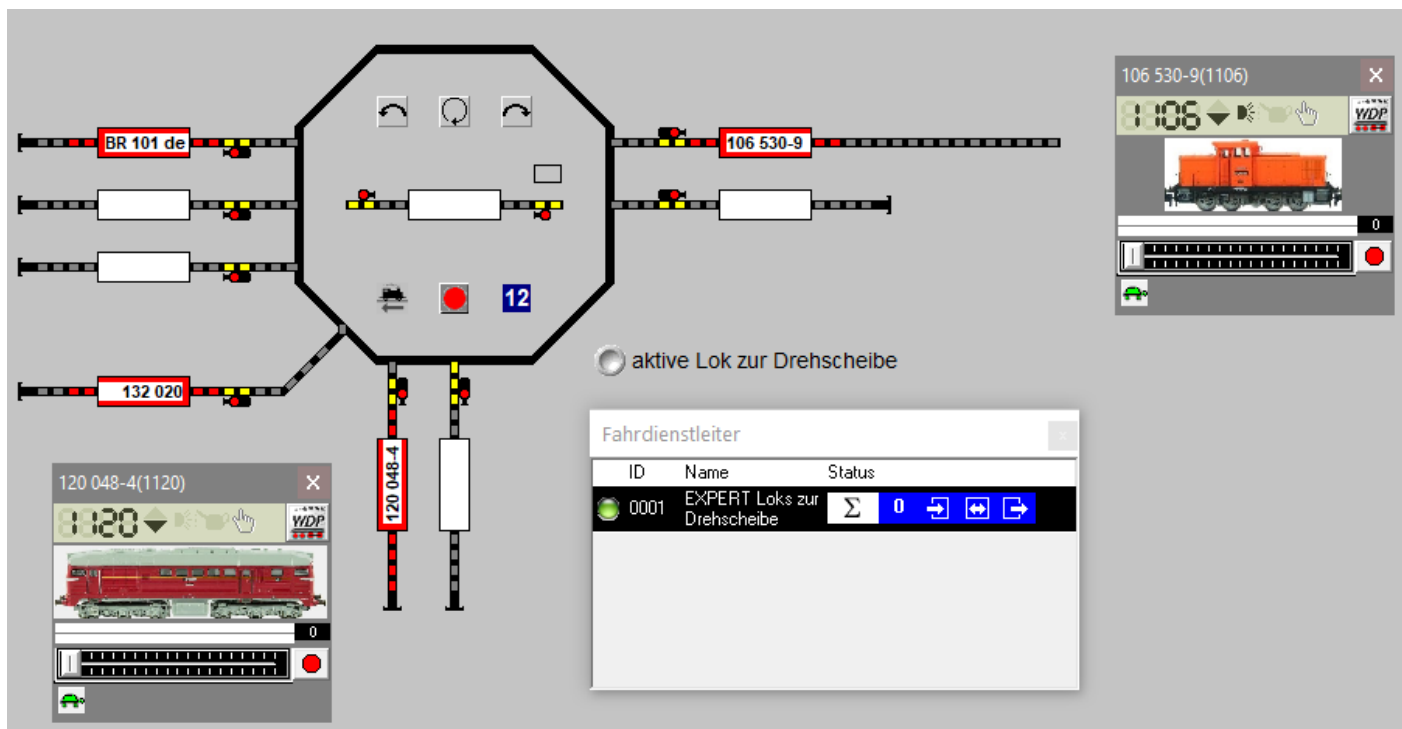 106 530-9(1106)
1106
WDP
0
BR 101 de
106 530-9
12
132 020
aktive Lok zur Drehscheibe
120 048-4
Fahrdienstleiter
ID Name Status
0001 EXPERT Loks zur
Drehscheibe Σ 0
120 048-4(1120)
1120
WDP
0